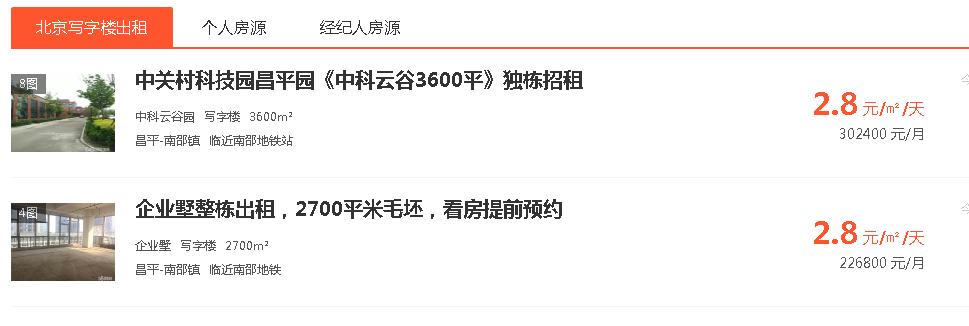 北京写字楼出租 个人房源 经纪人房源
8图
中关村科技园昌平园《中科云谷3600平》独栋招租
中科云谷园 写字楼 3600m²
昌平-南邵镇 临近南邵地铁站
2.8 元/㎡/天
302400 元/月
4图
企业墅整栋出租，2700平米毛坯，看房提前预约
企业墅 写字楼 2700m²
昌平-南邵镇 临近南邵地铁
2.8 元/㎡/天
226800 元/月